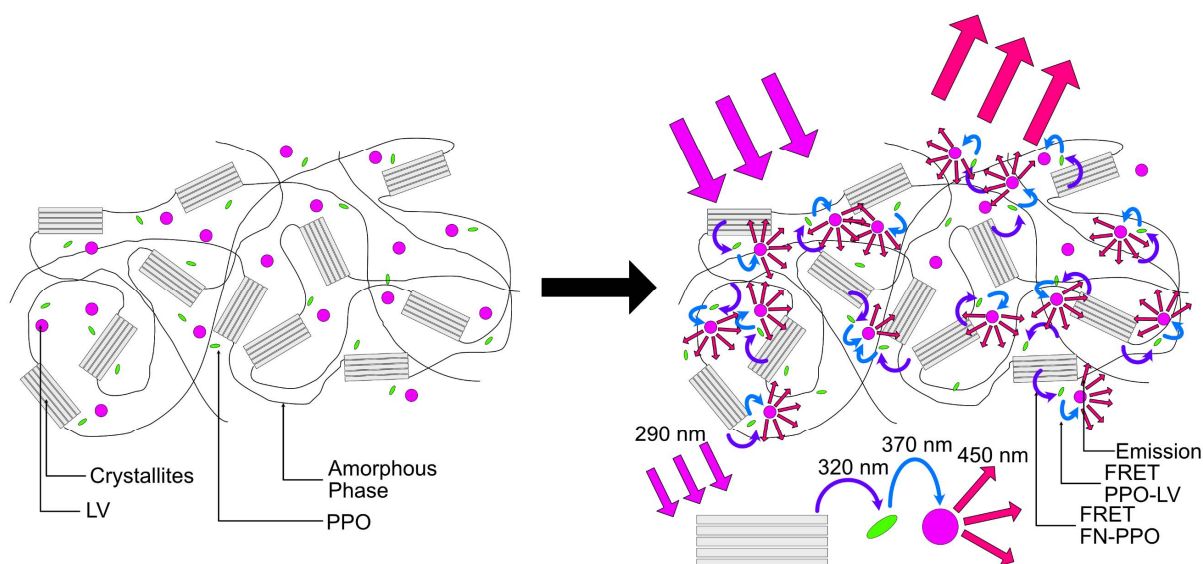 Crystallites
LV
Amorphous
Phase
PPO
290 nm
320 nm
370 nm
450 nm
Emission
FRET
PPO-LV
FRET
FN-PPO